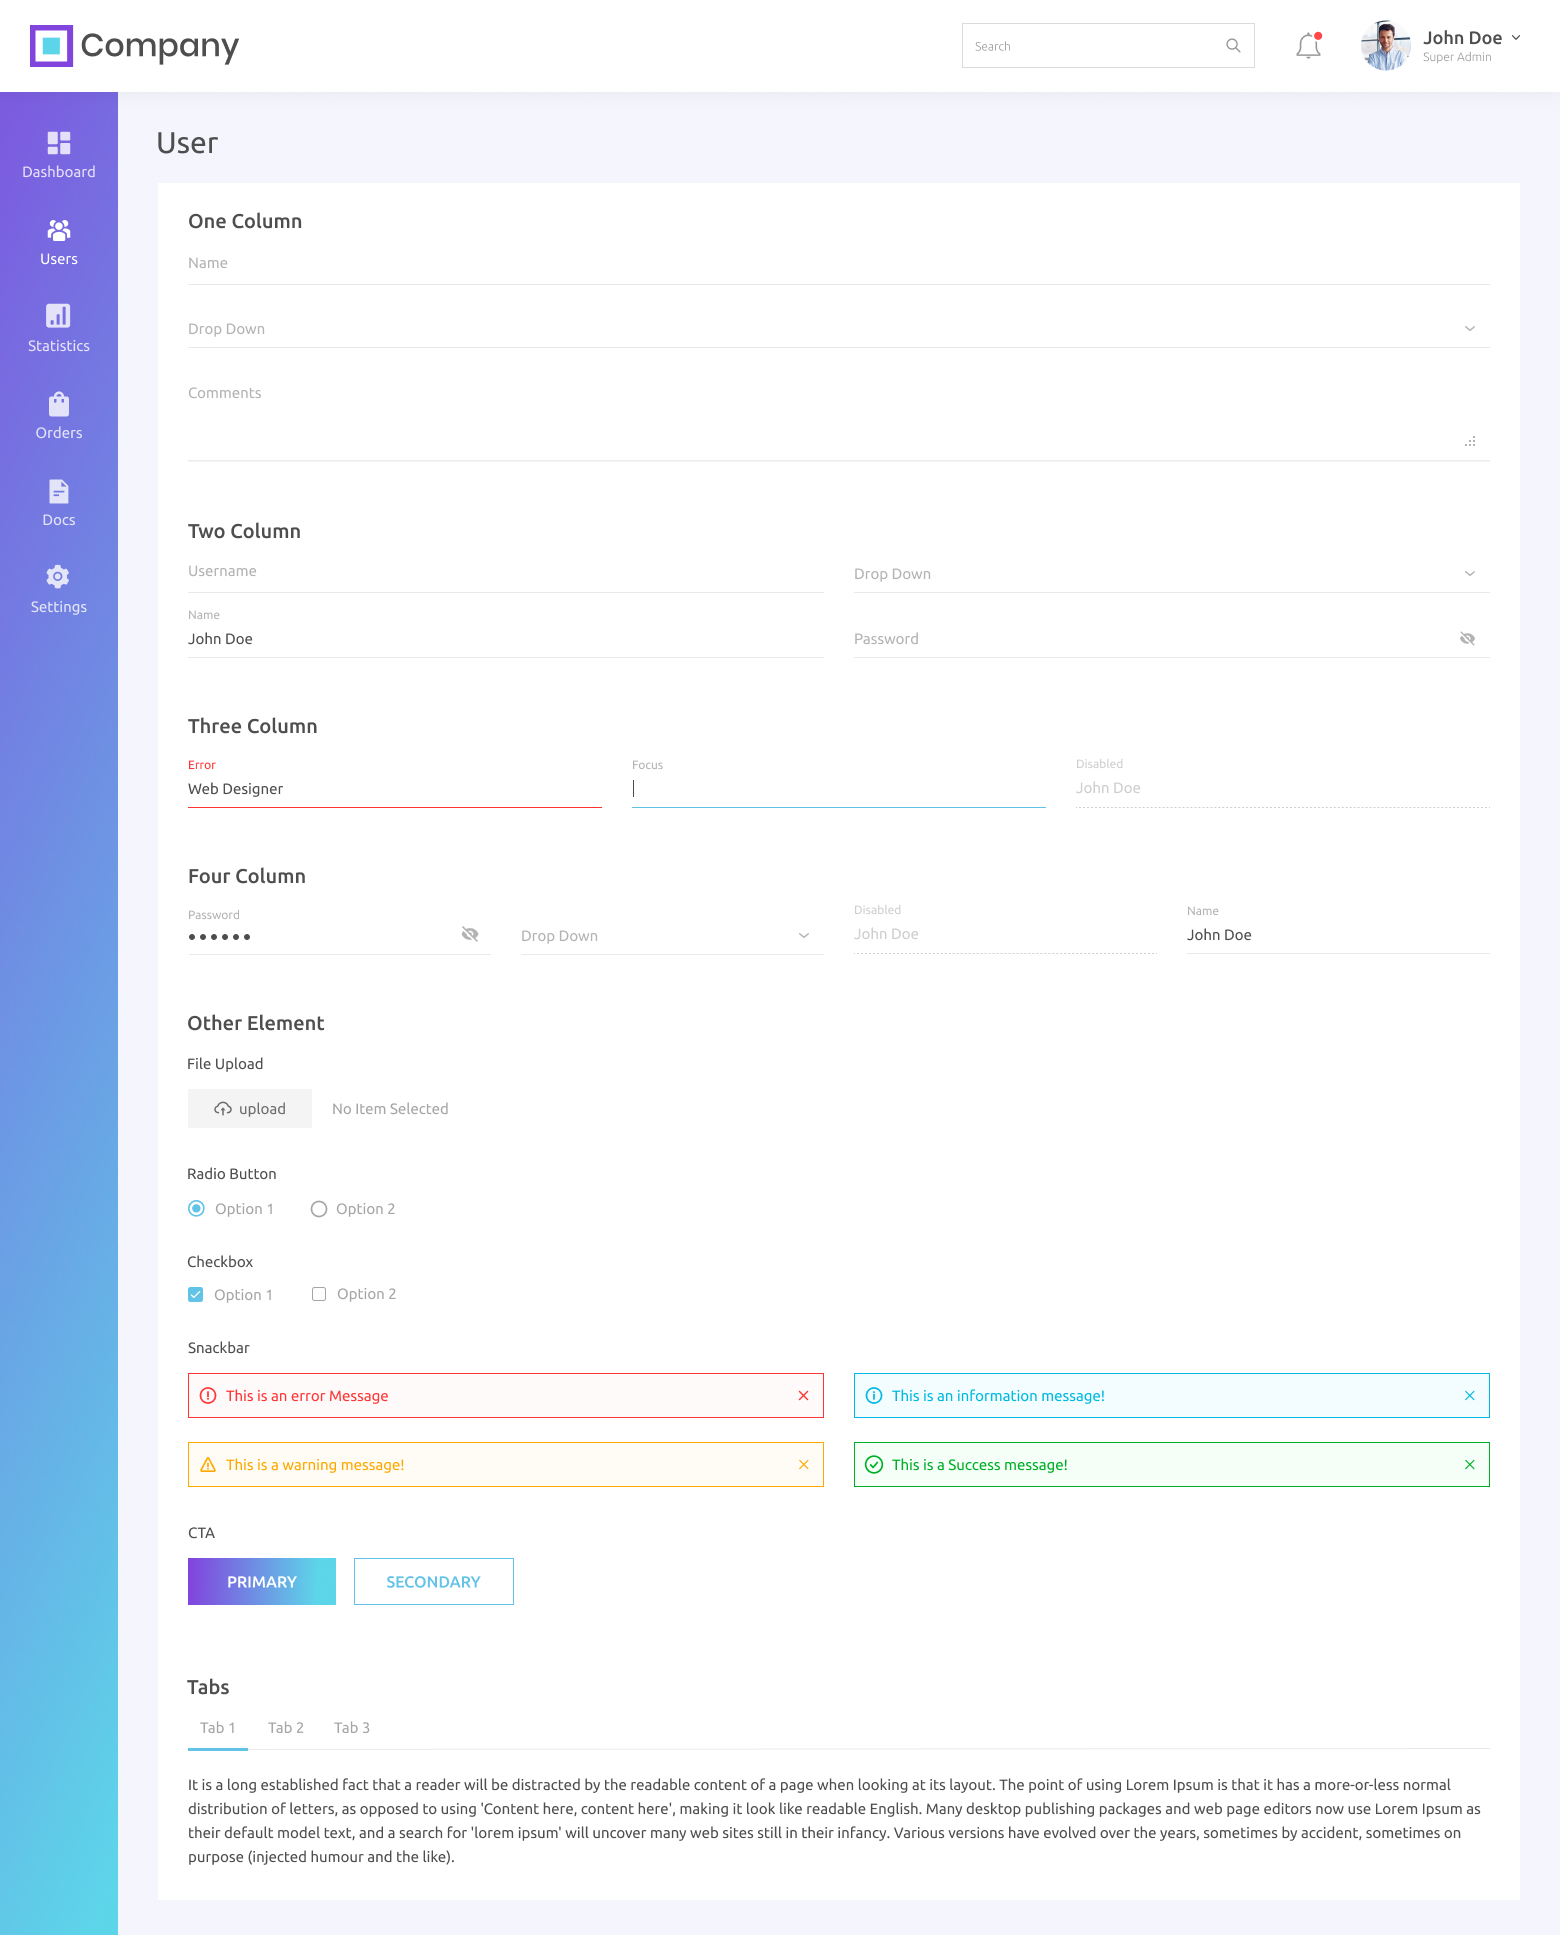 Company
Search
John Doe
Super Admin
Dashboard
Users
Statistics
Orders
Docs
Settings
User
One Column
Name
Drop Down
Comments
Two Column
Username
Drop Down
Name
John Doe
Password
Three Column
Error
Web Designer
Focus
Disabled
John Doe
Four Column
Password
Drop Down
Disabled
John Doe
Name
John Doe
Other Element
File Upload
upload
No Item Selected
Radio Button
Option 1
Option 2
Checkbox
Option 1
Option 2
Snackbar
This is an error Message
This is an information message!
This is a warning message!
This is a Success message!
CTA
PRIMARY
SECONDARY
Tabs
Tab 1
Tab 2
Tab 3
It is a long established fact that a reader will be distracted by the readable content of a page when looking at its layout. The point of using Lorem Ipsum is that it has a more-or-less normal
distribution of letters, as opposed to using 'Content here, content here', making it look like readable English. Many desktop publishing packages and web page editors now use Lorem Ipsum as
their default model text, and a search for 'lorem ipsum' will uncover many web sites still in their infancy. Various versions have evolved over the years, sometimes by accident, sometimes on
purpose (injected humour and the like).